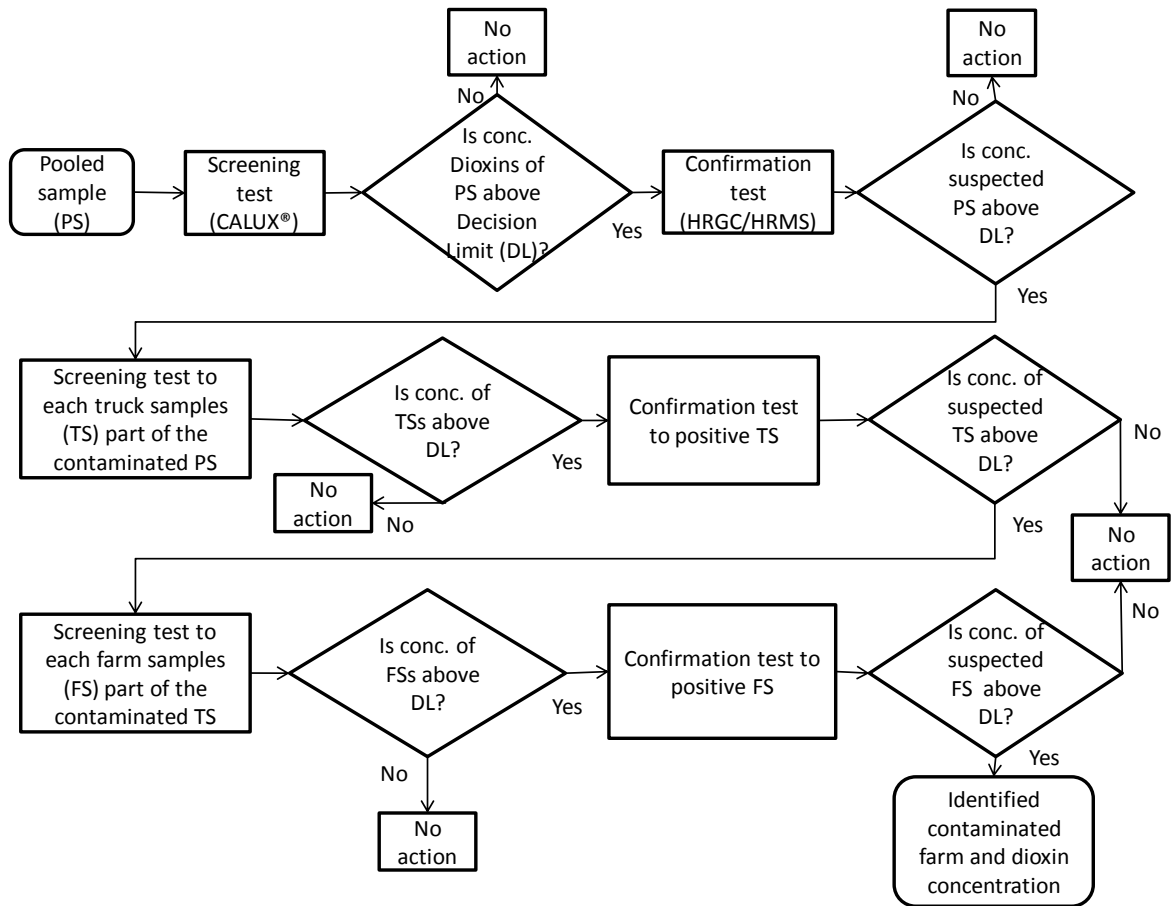 No
action
No
action
No
No
Pooled
sample
(PS)
Screening
test
(CALUX®)
Is conc.
Dioxins of
PS above
Decision
Limit (DL)?
Yes
Confirmation
test
(HRGC/HRMS)
Is conc.
suspected
PS above
DL?
Yes
Screening test to
each truck samples
(TS) part of the
contaminated PS
Is conc. of
TSs above
DL?
Yes
No
No
action
Confirmation test
to positive TS
Is conc. of
suspected
TS above
DL?
No
Yes
No
action
No
Screening test to
each farm samples
(FS) part of the
contaminated TS
Is conc. of
FSs above
DL?
Yes
No
No
action
Confirmation test to
positive FS
Is conc. of
suspected
FS above
DL?
Yes
Identified
contaminated
farm and dioxin
concentration